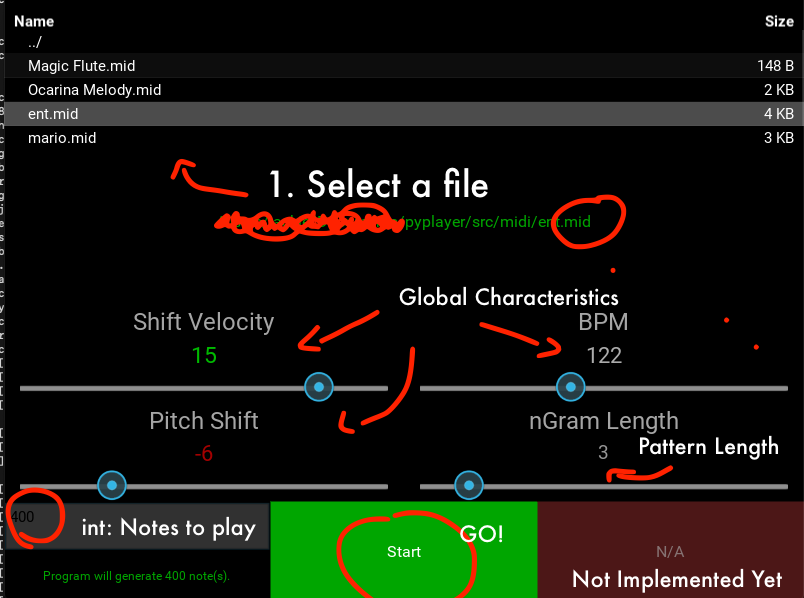 Name Size
../
Magic Flute.mid 148 B
Ocarina Melody.mid 2 KB
ent.mid 4 KB
mario.mid 3 KB
1. Select a file
/pyplayer/src/midi/ent.mid
Global Characteristics
Shift Velocity BPM
15 122
Pitch Shift nGram Length
-6 3 Pattern Length
400 int: Notes to play
GO!
Start N/A
Program will generate 400 note(s). Not Implemented Yet